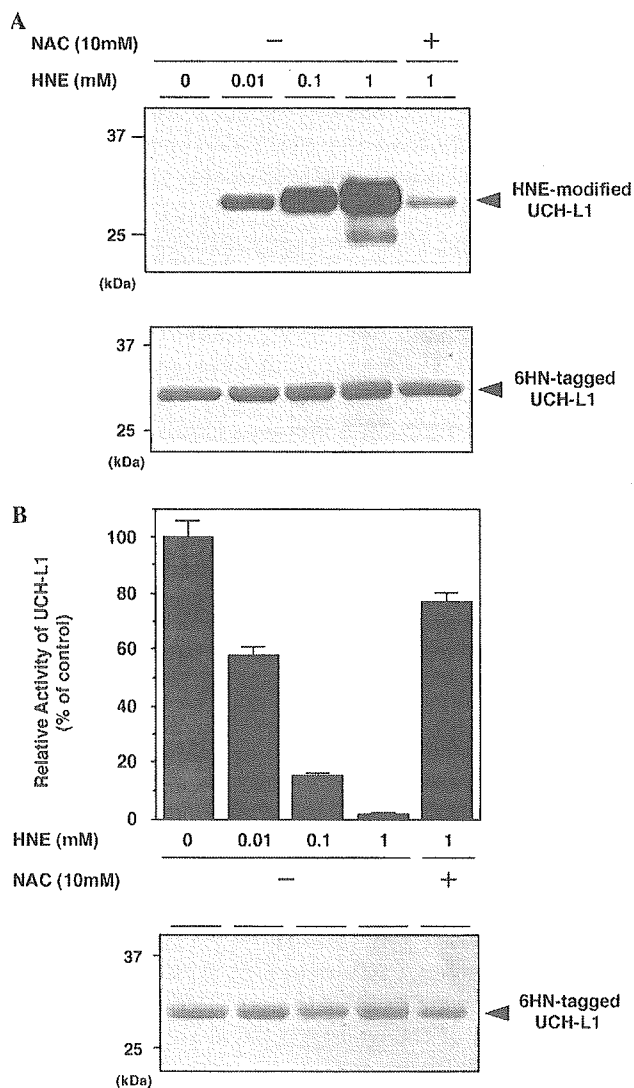 A
NAC (10mM) − +
HNE (mM) 0 0.01 0.1 1 1
37
HNE-modified
UCH-L1
25
(kDa)
37
6HN-tagged
UCH-L1
25
(kDa)
B
Relative Activity of UCH-L1
(% of control)
100
80
60
40
20
0
HNE (mM) 0 0.01 0.1 1 1
NAC (10mM) − +
37
6HN-tagged
UCH-L1
25
(kDa)